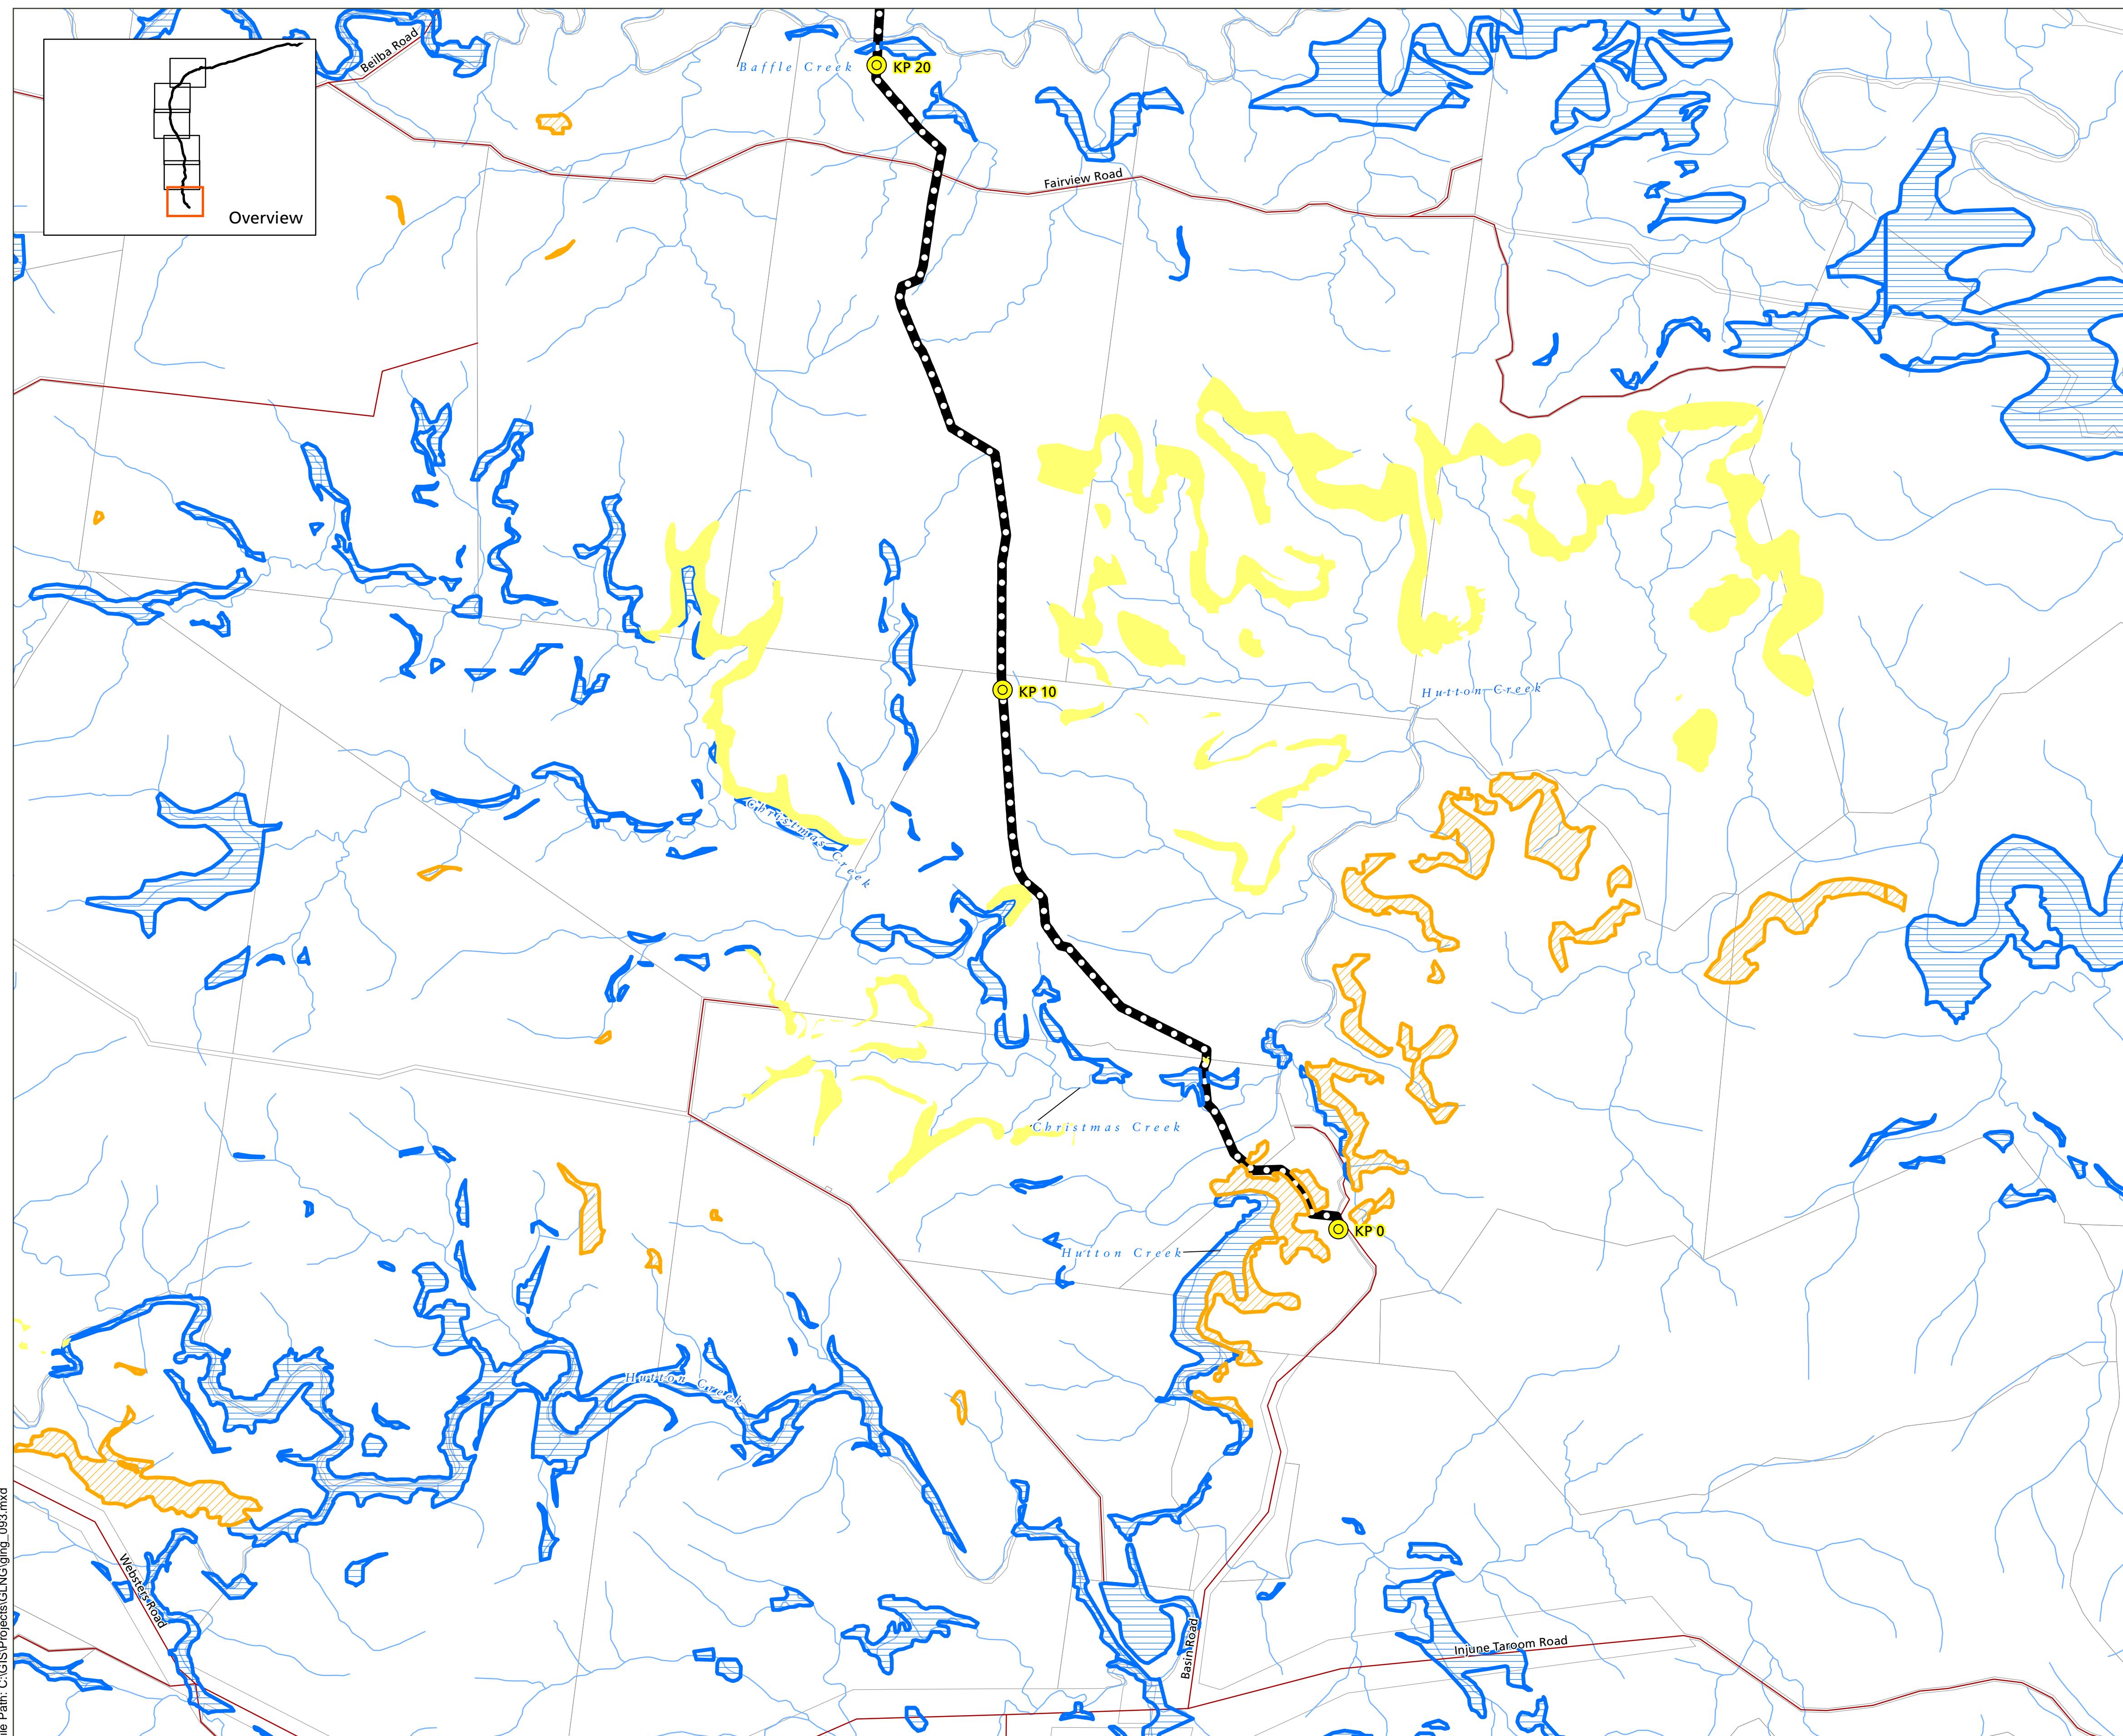 Beilba Road
Baffle Creek
KP 20
Overview
Fairview Road
Hutton Creek
KP 10
Christmas Creek
Christmas Creek
KP 0
Hutton Creek
Hutton Creek
Websters Road
Basin Road
Injune Taroom Road
ile Path: C:\GIS\Projects\GLNG\glng_093.mxd